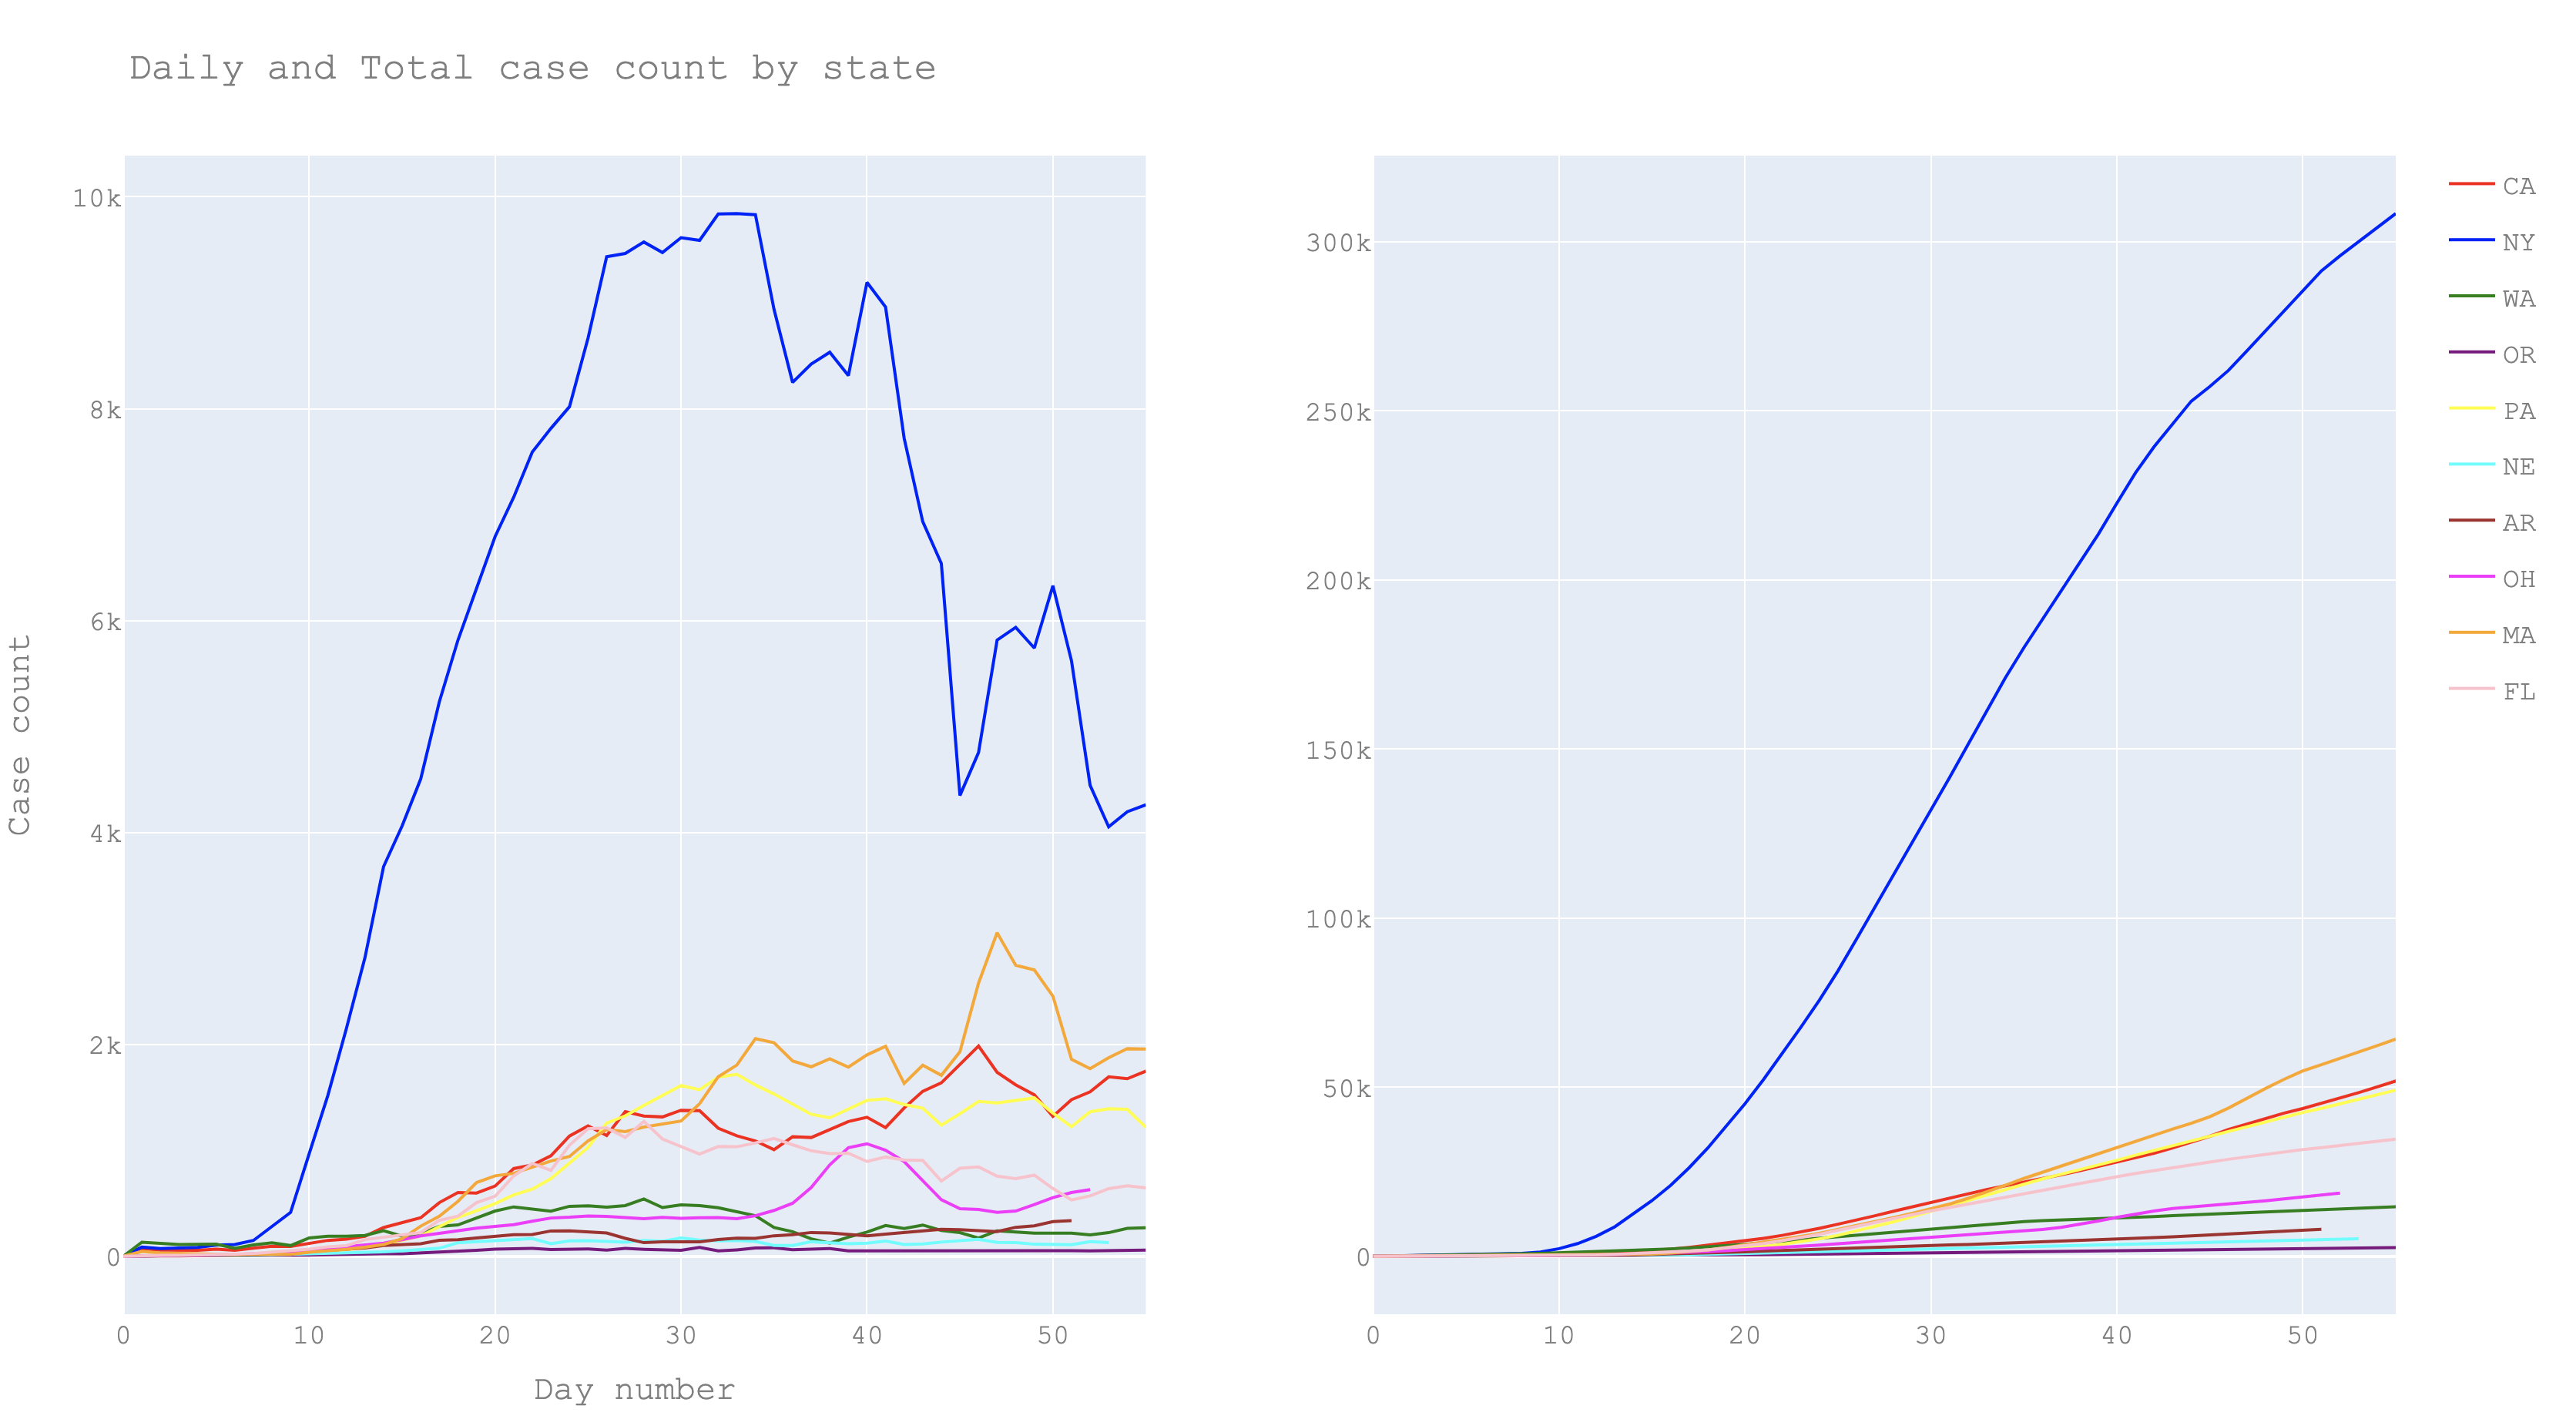 Daily and Total case count by state
Case count
10k
8k
6k
4k
2k
0
0 10 20 30 40 50
Day number
300k
250k
200k
150k
100k
50k
0
0 10 20 30 40 50
CA
NY
WA
OR
PA
NE
AR
OH
MA
FL